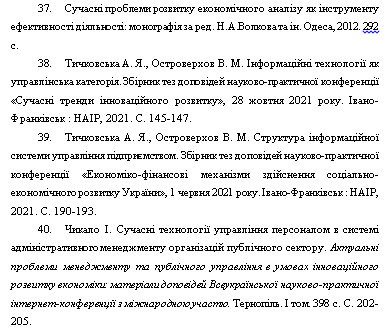 37. Сучасні проблеми розвитку економічного аналізу як інструменту
ефективності діяльності: монографія за ред. Н.А.Волкова та ін. Одеса, 2012. 292
с.
38. Тичковська А. Я., Островерхов В. М. Інформаційні технології як
управлінська категорія. Збірник тез доповідей науково-практичної конференції
«Сучасні тренди інноваційного розвитку», 28 жовтня 2021 року. Івано-
Франківськ : НАІР, 2021. С. 145-147.
39. Тичковська А. Я., Островерхов В. М. Структура інформаційної
системи управління підприємством. Збірник тез доповідей науково-практичної
конференції «Економіко-фінансові механізми здійснення соціально-
економічного розвитку України», 1 червня 2021 року. Івано-Франківськ : НАІР,
2021. С. 190-193.
40. Чикало І. Сучасні технології управління персоналом в системі
адміністративного менеджменту організацій публічного сектору. Актуальні
проблеми менеджменту та публічного управління в умовах інноваційного
розвитку економіки: матеріали доповідей Всеукраїнської науково-практичної
інтернет-конференції з міжнародною участю. Тернопіль. І том. 398 с. С. 202-
205.